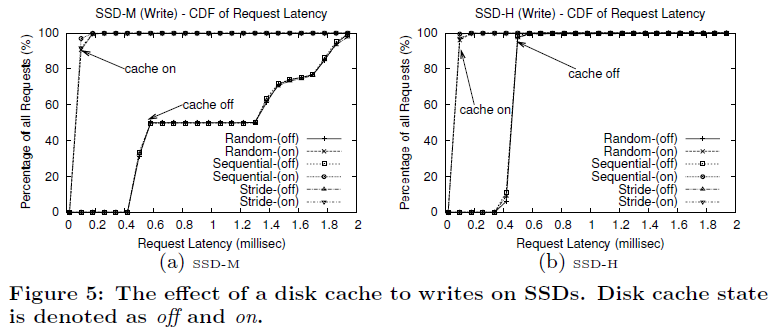 SSD-M (Write) - CDF of Request Latency
Percentage of all Requests (%)
100
80
60
40
20
0
cache on
cache off
Random-(off)
Random-(on)
Sequential-(off)
Sequential-(on)
Stride-(off)
Stride-(on)
0 0.2 0.4 0.6 0.8 1 1.2 1.4 1.6 1.8 2
Request Latency (millisec)
(a) SSD-M
SSD-H (Write) - CDF of Request Latency
Percentage of all Requests (%)
100
80
60
40
20
0
cache off
cache on
Random-(off)
Random-(on)
Sequential-(off)
Sequential-(on)
Stride-(off)
Stride-(on)
0 0.2 0.4 0.6 0.8 1 1.2 1.4 1.6 1.8 2
Request Latency (millisec)
(b) SSD-H
Figure 5: The effect of a disk cache to writes on SSDs. Disk cache state
is denoted as off and on.